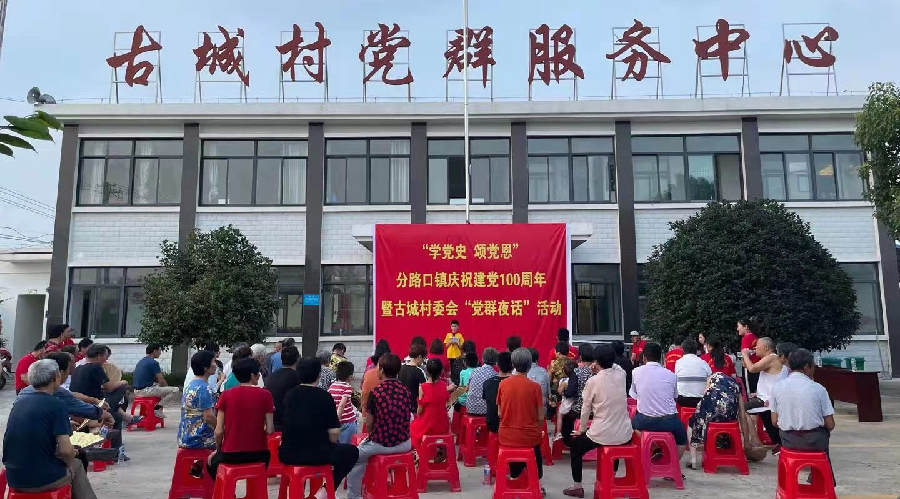 古城村党群服务中心
“学党史 颂党恩”
分路口镇庆祝建党100周年
暨古城村委会“党群夜话”活动